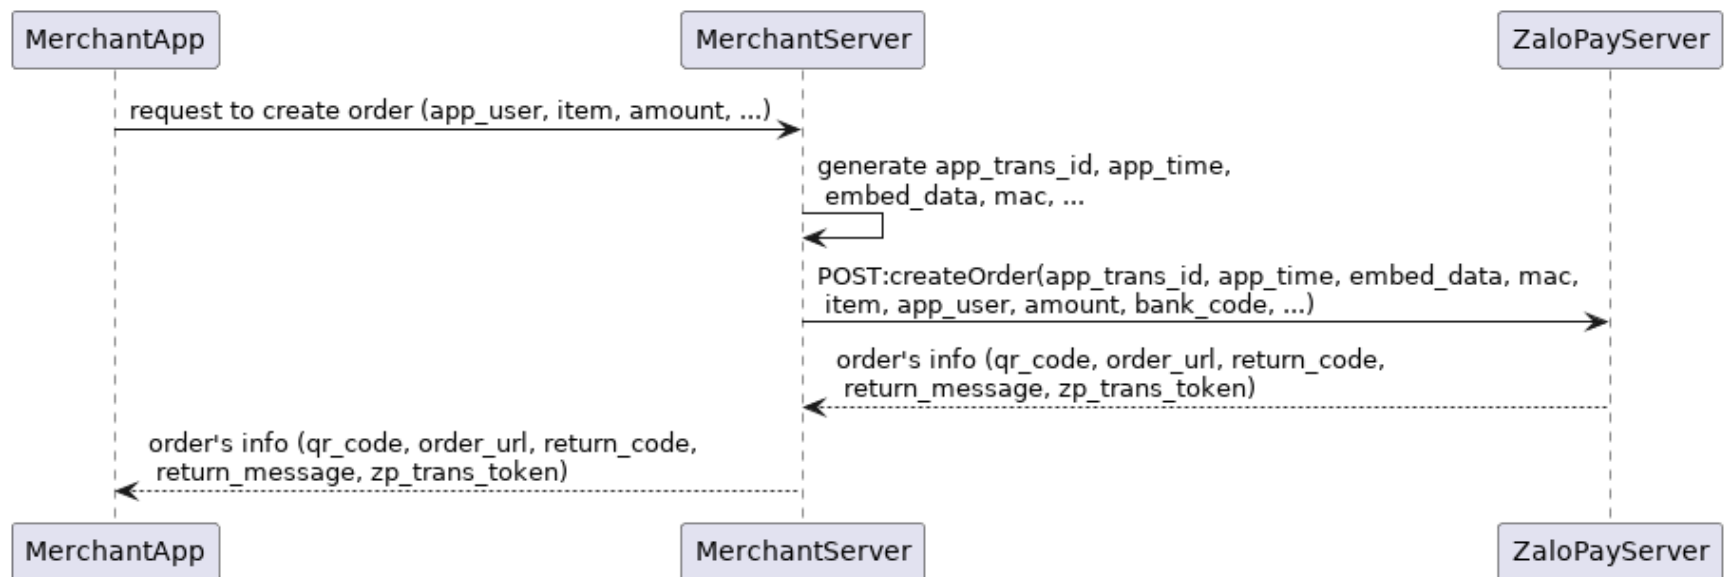 MerchantApp
MerchantServer
ZaloPayServer
request to create order (app_user, item, amount, ...)
generate app_trans_id, app_time,
embed_data, mac, ...
POST:createOrder(app_trans_id, app_time, embed_data, mac,
item, app_user, amount, bank_code, ...)
order's info (qr_code, order_url, return_code,
return_message, zp_trans_token)
order's info (qr_code, order_url, return_code,
return_message, zp_trans_token)
MerchantApp
MerchantServer
ZaloPayServer